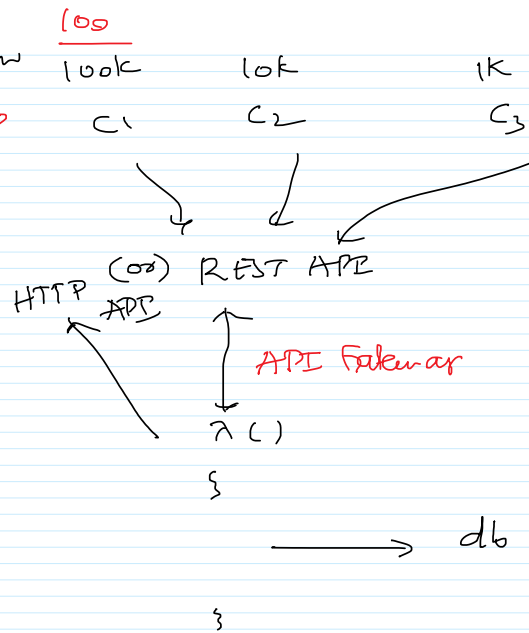 100
100k 10k 1K
C1 C2 C3
HTTP API (or) REST API
API Gateway
λ ( )
{
db
}